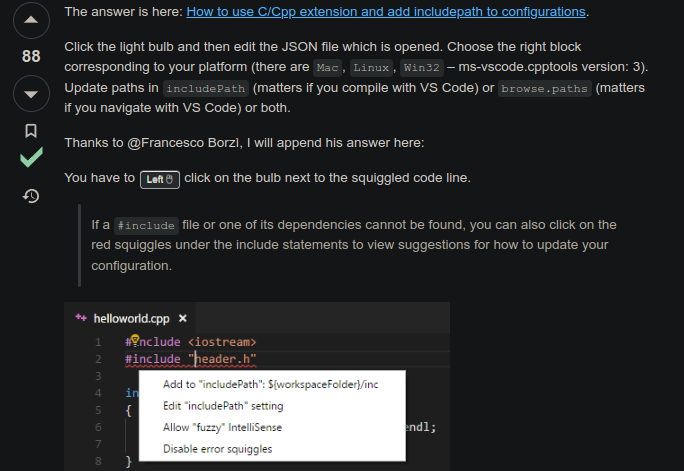 The answer is here: How to use C/Cpp extension and add includepath to configurations.
88
Click the light bulb and then edit the JSON file which is opened. Choose the right block
corresponding to your platform (there are Mac, Linux, Win32 – ms-vscode.cpptools version: 3).
Update paths in includePath (matters if you compile with VS Code) or browse.paths (matters
if you navigate with VS Code) or both.
Thanks to @Francesco Borzì, I will append his answer here:
You have to Left click on the bulb next to the squiggled code line.
If a #include file or one of its dependencies cannot be found, you can also click on the
red squiggles under the include statements to view suggestions for how to update your
configuration.
helloworld.cpp ×
1 #include <iostream>
2 #include "header.h"
3
Add to "includePath": ${workspaceFolder}/inc
4 in
Edit "includePath" setting
5 {
6 endl;
Allow "fuzzy" IntelliSense
7
Disable error squiggles
8 }